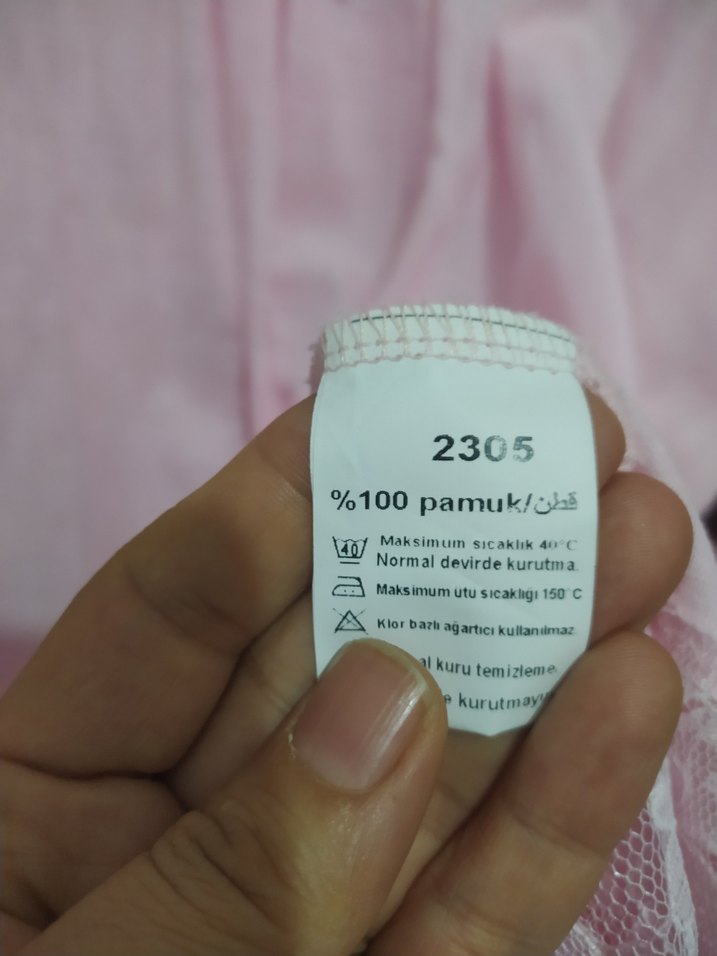 2305
%100 pamuk/قطن
40 Maksimum sıcaklık 40°C
Normal devirde kurutma.
Maksimum ütü sıcaklığı 150°C
Klor bazlı ağartıcı kullanılmaz
kuru temizleme.